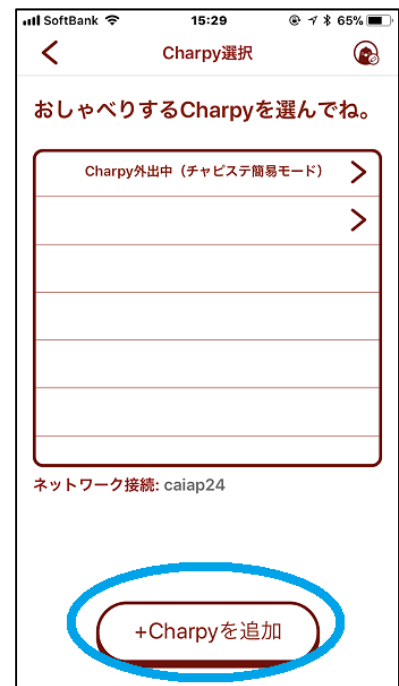 SoftBank 15:29 65%
Charpy選択
おしゃべりするCharpyを選んでね。
Charpy外出中（チャピステ簡易モード）
ネットワーク接続: caiap24
+Charpyを追加